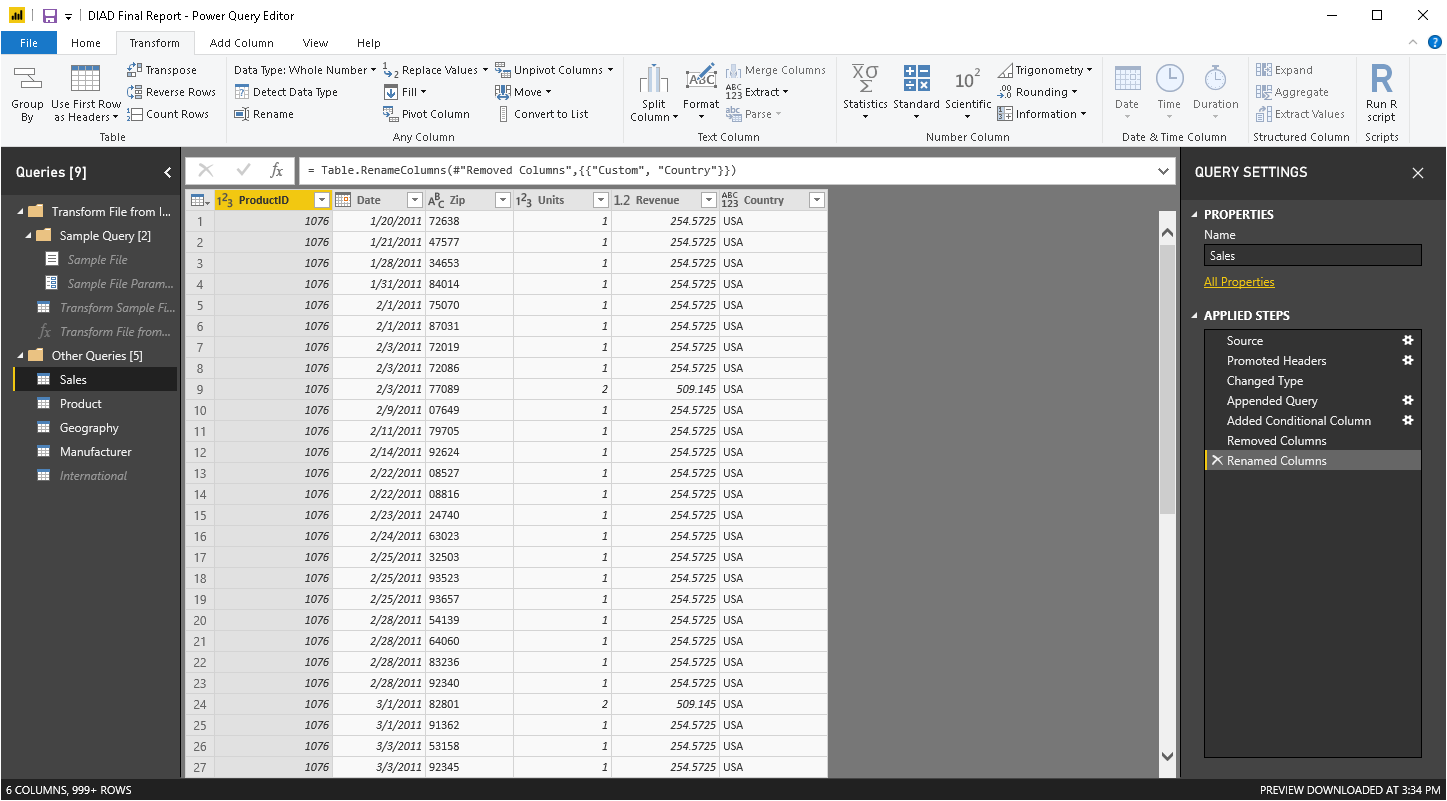 DIAD Final Report - Power Query Editor
File Home Transform Add Column View Help
Group By
Use First Row as Headers
Transpose
Reverse Rows
Count Rows
Table
Data Type: Whole Number
Detect Data Type
Rename
Replace Values
Fill
Pivot Column
Unpivot Columns
Move
Convert to List
Any Column
Split Column
Format
Merge Columns
Extract
Parse
Text Column
Statistics
Standard
Scientific
Trigonometry
Rounding
Information
Number Column
Date
Time
Duration
Date & Time Column
Expand
Aggregate
Extract Values
Structured Column
Run R script
Scripts
Queries [9]
Transform File from I...
Sample Query [2]
Sample File
Sample File Param...
Transform Sample Fi...
fx Transform File from...
Other Queries [5]
Sales
Product
Geography
Manufacturer
International
fx = Table.RenameColumns(#"Removed Columns",{{"Custom", "Country"}})
ProductID Date Zip Units Revenue Country
1 1076 1/20/2011 72638 1 254.5725 USA
2 1076 1/21/2011 47577 1 254.5725 USA
3 1076 1/28/2011 34653 1 254.5725 USA
4 1076 1/31/2011 84014 1 254.5725 USA
5 1076 2/1/2011 75070 1 254.5725 USA
6 1076 2/1/2011 87031 1 254.5725 USA
7 1076 2/3/2011 72019 1 254.5725 USA
8 1076 2/3/2011 72086 1 254.5725 USA
9 1076 2/3/2011 77089 2 509.145 USA
10 1076 2/9/2011 07649 1 254.5725 USA
11 1076 2/11/2011 79705 1 254.5725 USA
12 1076 2/14/2011 92624 1 254.5725 USA
13 1076 2/22/2011 08527 1 254.5725 USA
14 1076 2/22/2011 08816 1 254.5725 USA
15 1076 2/23/2011 24740 1 254.5725 USA
16 1076 2/24/2011 63023 1 254.5725 USA
17 1076 2/25/2011 32503 1 254.5725 USA
18 1076 2/25/2011 93523 1 254.5725 USA
19 1076 2/25/2011 93657 1 254.5725 USA
20 1076 2/28/2011 54139 1 254.5725 USA
21 1076 2/28/2011 64060 1 254.5725 USA
22 1076 2/28/2011 83236 1 254.5725 USA
23 1076 2/28/2011 92340 1 254.5725 USA
24 1076 3/1/2011 82801 2 509.145 USA
25 1076 3/1/2011 91362 1 254.5725 USA
26 1076 3/3/2011 53158 1 254.5725 USA
27 1076 3/3/2011 92345 1 254.5725 USA
QUERY SETTINGS
PROPERTIES
Name
Sales
All Properties
APPLIED STEPS
Source
Promoted Headers
Changed Type
Appended Query
Added Conditional Column
Removed Columns
Renamed Columns
6 COLUMNS, 999+ ROWS
PREVIEW DOWNLOADED AT 3:34 PM